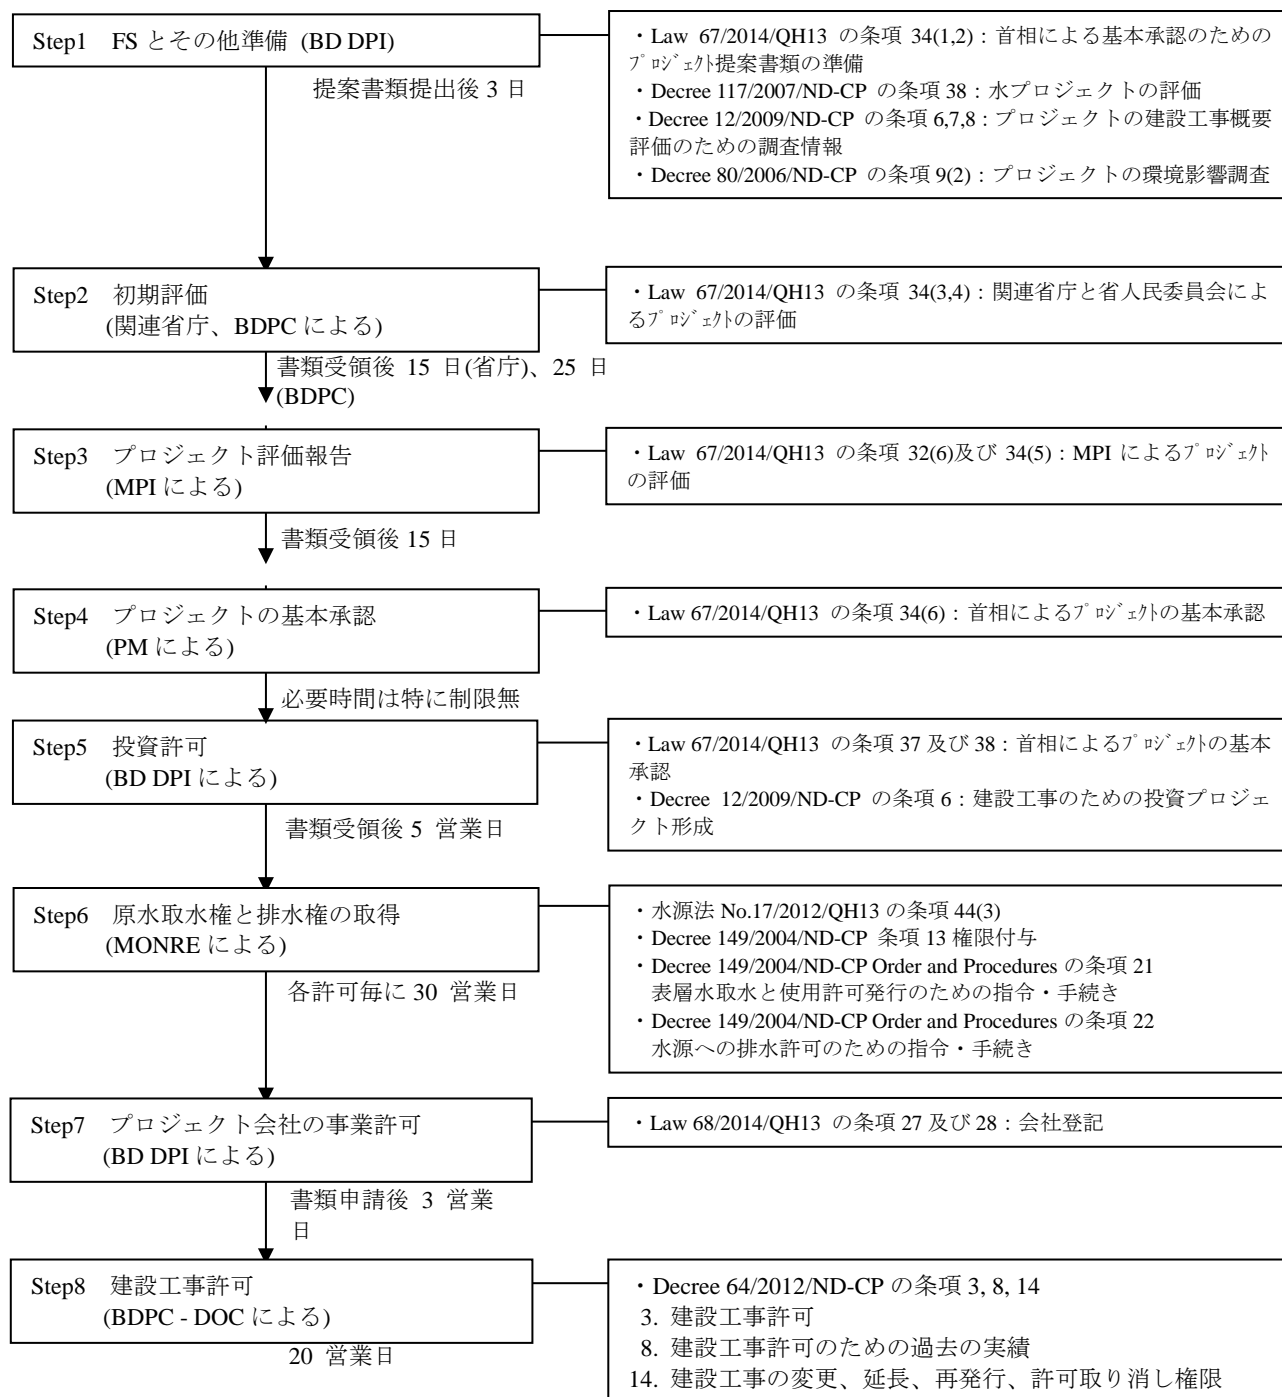 Step1 FS とその他準備 (BD DPI)
・Law 67/2014/QH13 の条項 34(1,2)：首相による基本承認のための
ﾌﾟﾛｼﾞｪｸﾄ提案書類の準備
・Decree 117/2007/ND-CP の条項 38：水プロジェクトの評価
・Decree 12/2009/ND-CP の条項 6,7,8：プロジェクトの建設工事概要
評価のための調査情報
・Decree 80/2006/ND-CP の条項 9(2)：プロジェクトの環境影響調査
提案書類提出後 3 日
Step2 初期評価
(関連省庁、BDPC による)
・Law 67/2014/QH13 の条項 34(3,4)：関連省庁と省人民委員会によ
るﾌﾟﾛｼﾞｪｸﾄの評価
書類受領後 15 日(省庁)、25 日
(BDPC)
Step3 プロジェクト評価報告
(MPI による)
・Law 67/2014/QH13 の条項 32(6)及び 34(5)：MPI によるﾌﾟﾛｼﾞｪｸﾄ
の評価
書類受領後 15 日
Step4 プロジェクトの基本承認
(PM による)
・Law 67/2014/QH13 の条項 34(6)：首相によるﾌﾟﾛｼﾞｪｸﾄの基本承認
必要時間は特に制限無
Step5 投資許可
(BD DPI による)
・Law 67/2014/QH13 の条項 37 及び 38：首相によるﾌﾟﾛｼﾞｪｸﾄの基本
承認
・Decree 12/2009/ND-CP の条項 6：建設工事のための投資プロジェ
クト形成
書類受領後 5 営業日
Step6 原水取水権と排水権の取得
(MONRE による)
・水源法 No.17/2012/QH13 の条項 44(3)
・Decree 149/2004/ND-CP 条項 13 権限付与
・Decree 149/2004/ND-CP Order and Procedures の条項 21
表層水取水と使用許可発行のための指令・手続き
・Decree 149/2004/ND-CP Order and Procedures の条項 22
水源への排水許可のための指令・手続き
各許可毎に 30 営業日
Step7 プロジェクト会社の事業許可
(BD DPI による)
・Law 68/2014/QH13 の条項 27 及び 28：会社登記
書類申請後 3 営業
日
Step8 建設工事許可
(BDPC - DOC による)
・Decree 64/2012/ND-CP の条項 3, 8, 14
3. 建設工事許可
8. 建設工事許可のための過去の実績
14. 建設工事の変更、延長、再発行、許可取り消し権限
20 営業日